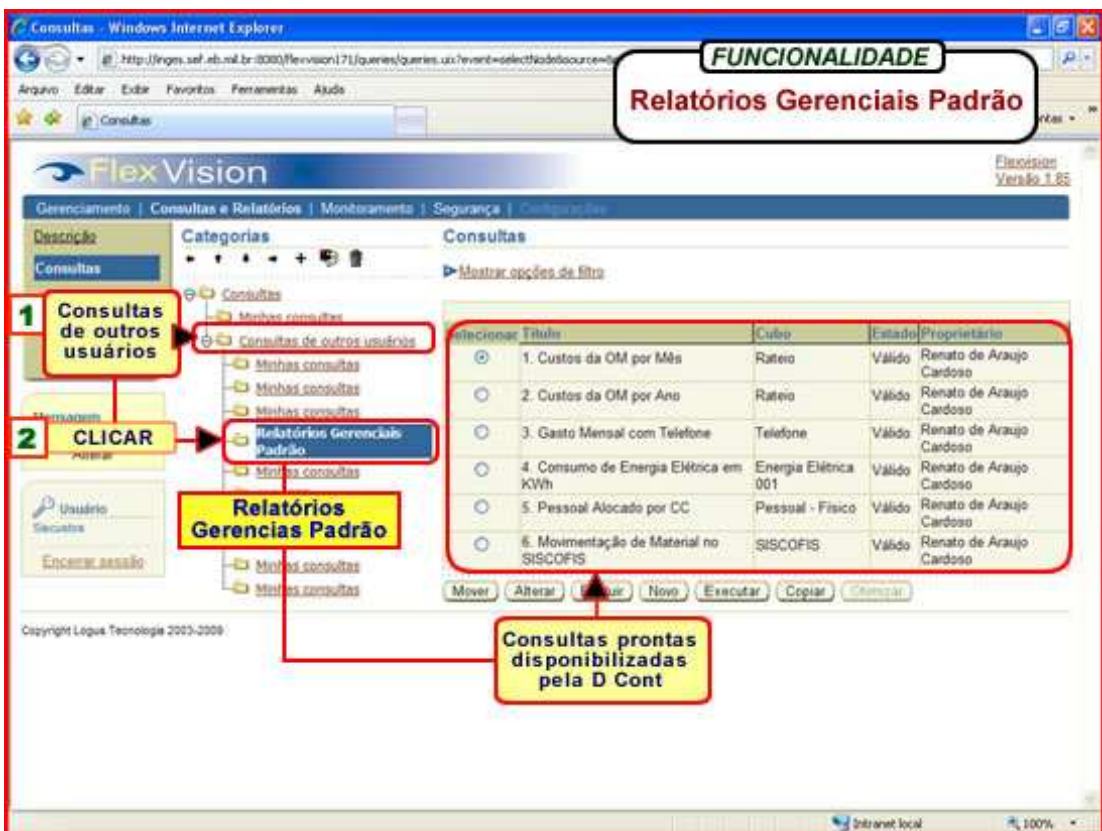 Consultas - Windows Internet Explorer
FUNCIONALIDADE
Relatórios Gerenciais Padrão
Arquivo Editar Exibir Favoritos Ferramentas Ajuda
Consultas
FlexVision
Flexvision
Versão 1.85
Gerenciamento | Consultas e Relatórios | Monitoramento | Segurança | Configurações
Descrição
Consultas
Categorias
Consultas
Mostrar opções de filtro
1
Consultas
de outros
usuários
2
CLICAR
Mensagem
Alterar
Usuário
Encerrar sessão
Consultas
Minhas consultas
Consultas de outros usuários
Minhas consultas
Minhas consultas
Minhas consultas
Relatórios Gerenciais
Padrão
Minhas consultas
Relatórios
Gerencias Padrão
Minhas consultas
Minhas consultas
Selecionar Título Cubo Estado Proprietário
1. Custos da OM por Mês Rateio Válido Renato de Araujo
Cardoso
2. Custos da OM por Ano Rateio Válido Renato de Araujo
Cardoso
3. Gasto Mensal com Telefone Telefone Válido Renato de Araujo
Cardoso
4. Consumo de Energia Elétrica em Energia Elétrica Válido Renato de Araujo
KWh 001 Cardoso
5. Pessoal Alocado por CC Pessoal - Físico Válido Renato de Araujo
Cardoso
6. Movimentação de Material no SISCOFIS Válido Renato de Araujo
SISCOFIS Cardoso
Mover Alterar Novo Executar Copiar
Consultas prontas
disponibilizadas
pela D Cont
Copyright Logus Tecnologia 2003-2009
Intranet local 100%